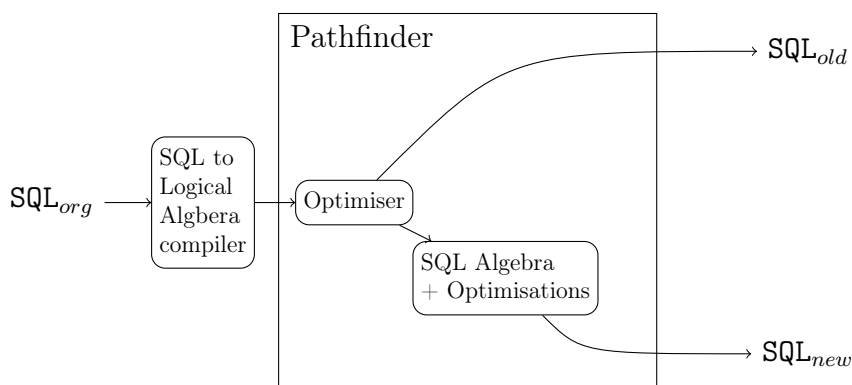 Pathfinder
SQL_old
SQL_org
SQL to
Logical
Algbera
compiler
Optimiser
SQL Algebra
+ Optimisations
SQL_new